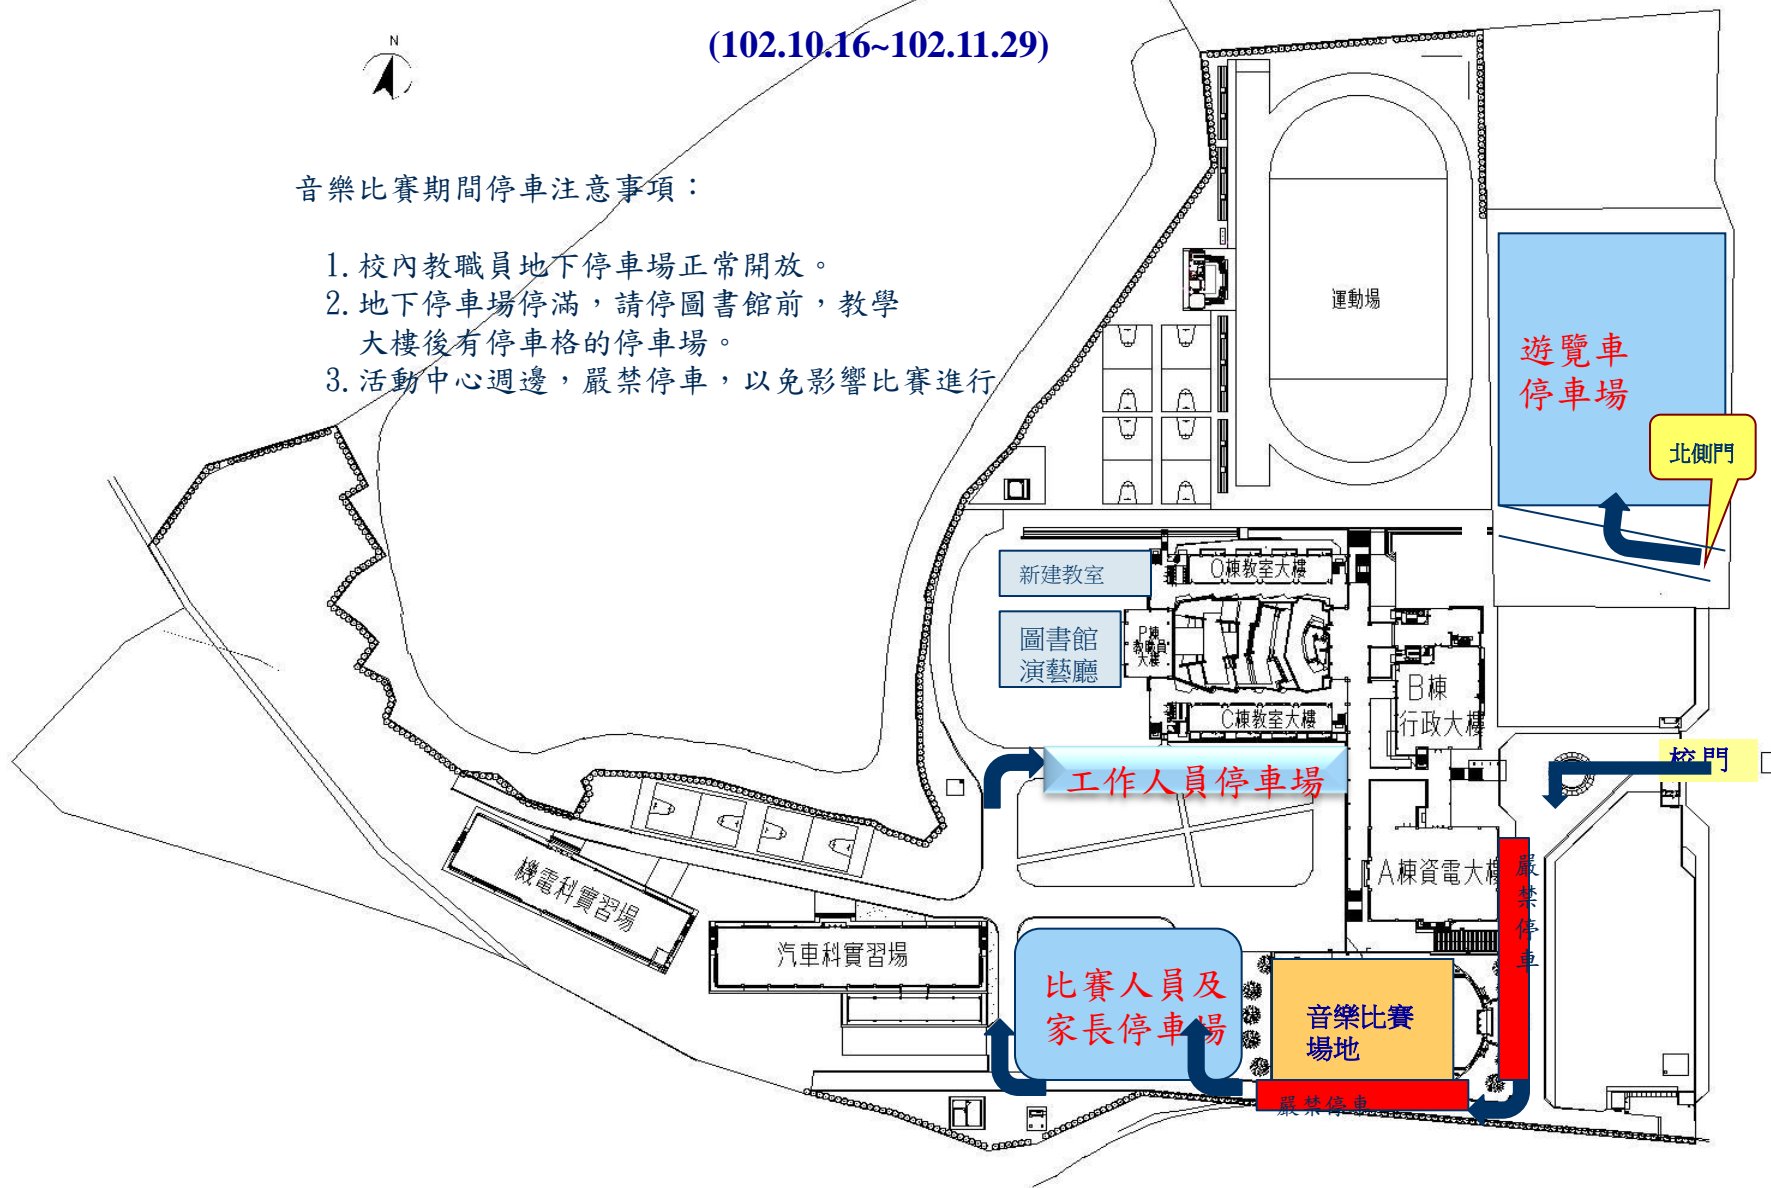 (102.10.16~102.11.29)
N
音樂比賽期間停車注意事項：
1. 校內教職員地下停車場正常開放。
2. 地下停車場停滿，請停圖書館前，教學
大樓後有停車格的停車場。
3. 活動中心週邊，嚴禁停車，以免影響比賽進行
運動場
遊覽車
停車場
北側門
新建教室
O棟教室大樓
圖書館
演藝廳
P棟
教職員
大樓
B棟
行政大樓
C棟教室大樓
校門
工作人員停車場
A棟資電大樓
嚴禁停車
機電科實習場
汽車科實習場
比賽人員及
家長停車場
音樂比賽
場地
嚴禁停車